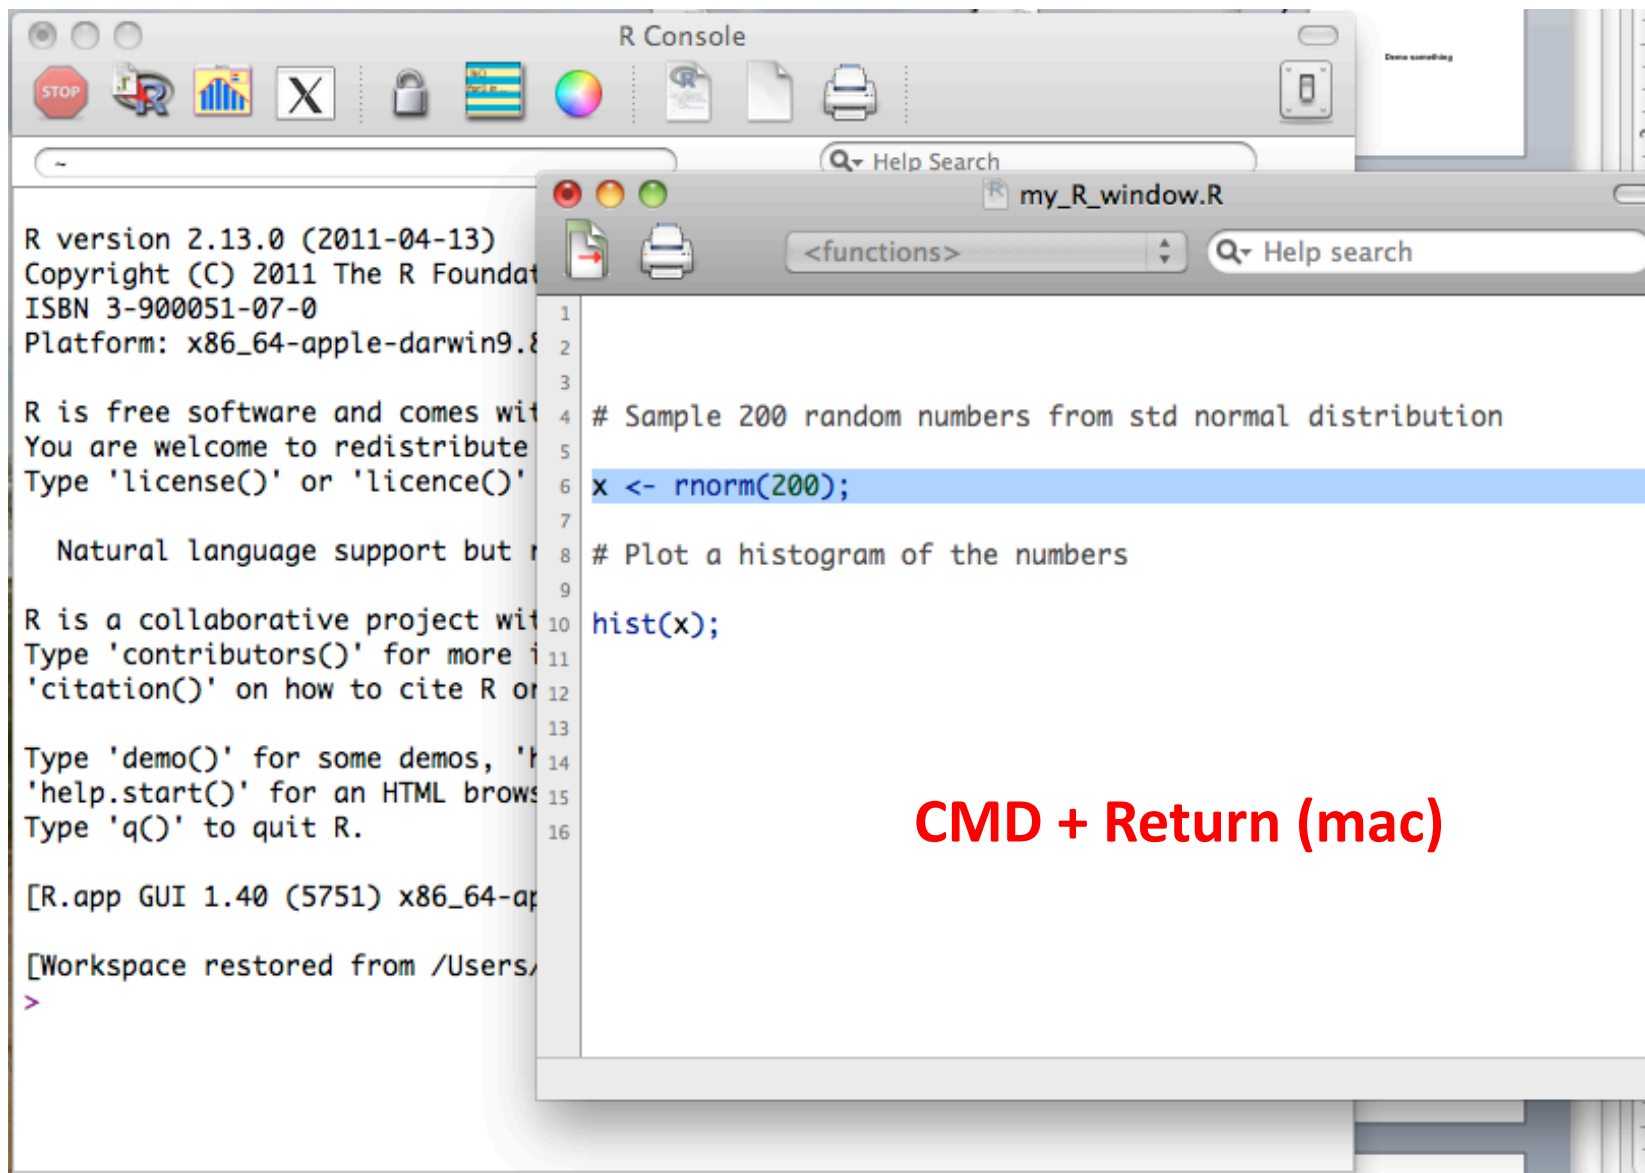 R Console
STOP
~
Help Search
R version 2.13.0 (2011-04-13)
Copyright (C) 2011 The R Foundat
ISBN 3-900051-07-0
Platform: x86_64-apple-darwin9.8
R is free software and comes wit
You are welcome to redistribute
Type 'license()' or 'licence()'
Natural language support but
R is a collaborative project wit
Type 'contributors()' for more i
'citation()' on how to cite R or
Type 'demo()' for some demos, 'h
'help.start()' for an HTML brows
Type 'q()' to quit R.
[R.app GUI 1.40 (5751) x86_64-ap
[Workspace restored from /Users/
>
my_R_window.R
<functions>
Help search
1
2
3
4 # Sample 200 random numbers from std normal distribution
5
6 x <- rnorm(200);
7
8 # Plot a histogram of the numbers
9
10 hist(x);
11
12
13
14
15
16
CMD + Return (mac)
Demo something